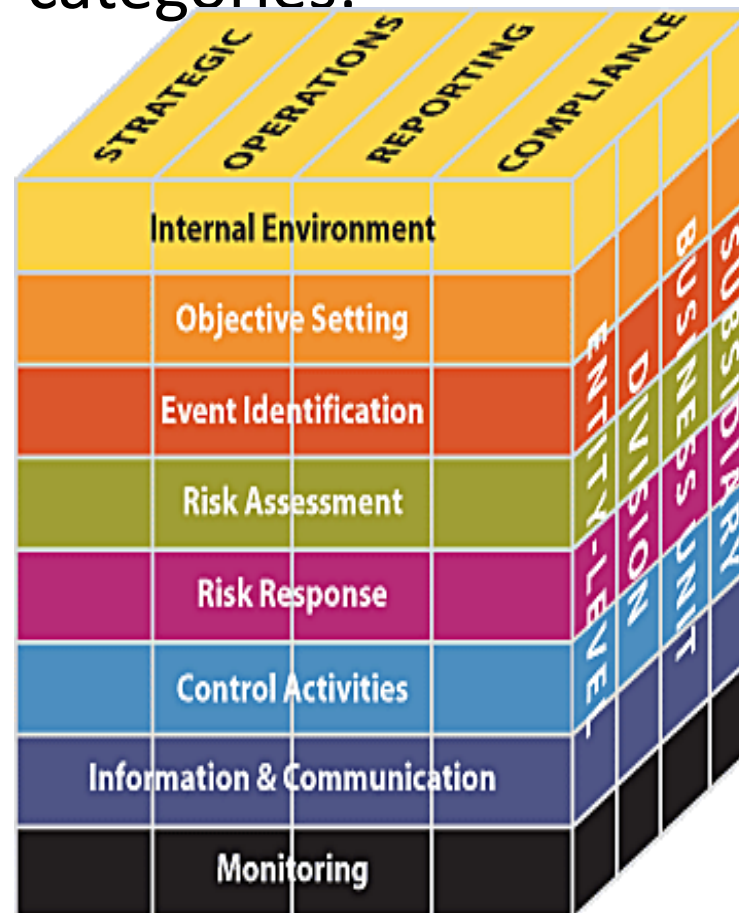 categories:
STRATEGIC
OPERATIONS
REPORTING
COMPLIANCE
Internal Environment
Objective Setting
Event Identification
Risk Assessment
Risk Response
Control Activities
Information & Communication
Monitoring
ENTITY-LEVEL
DIVISION
BUSINESS UNIT
SUBSIDIARY